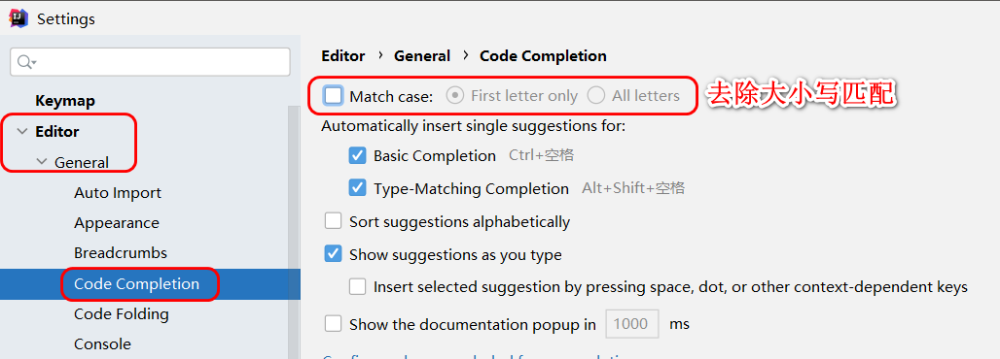 Settings
Keymap
Editor
General
Auto Import
Appearance
Breadcrumbs
Code Completion
Code Folding
Console
Editor › General › Code Completion
Match case: First letter only All letters 去除大小写匹配
Automatically insert single suggestions for:
Basic Completion Ctrl+空格
Type-Matching Completion Alt+Shift+空格
Sort suggestions alphabetically
Show suggestions as you type
Insert selected suggestion by pressing space, dot, or other context-dependent keys
Show the documentation popup in 1000 ms